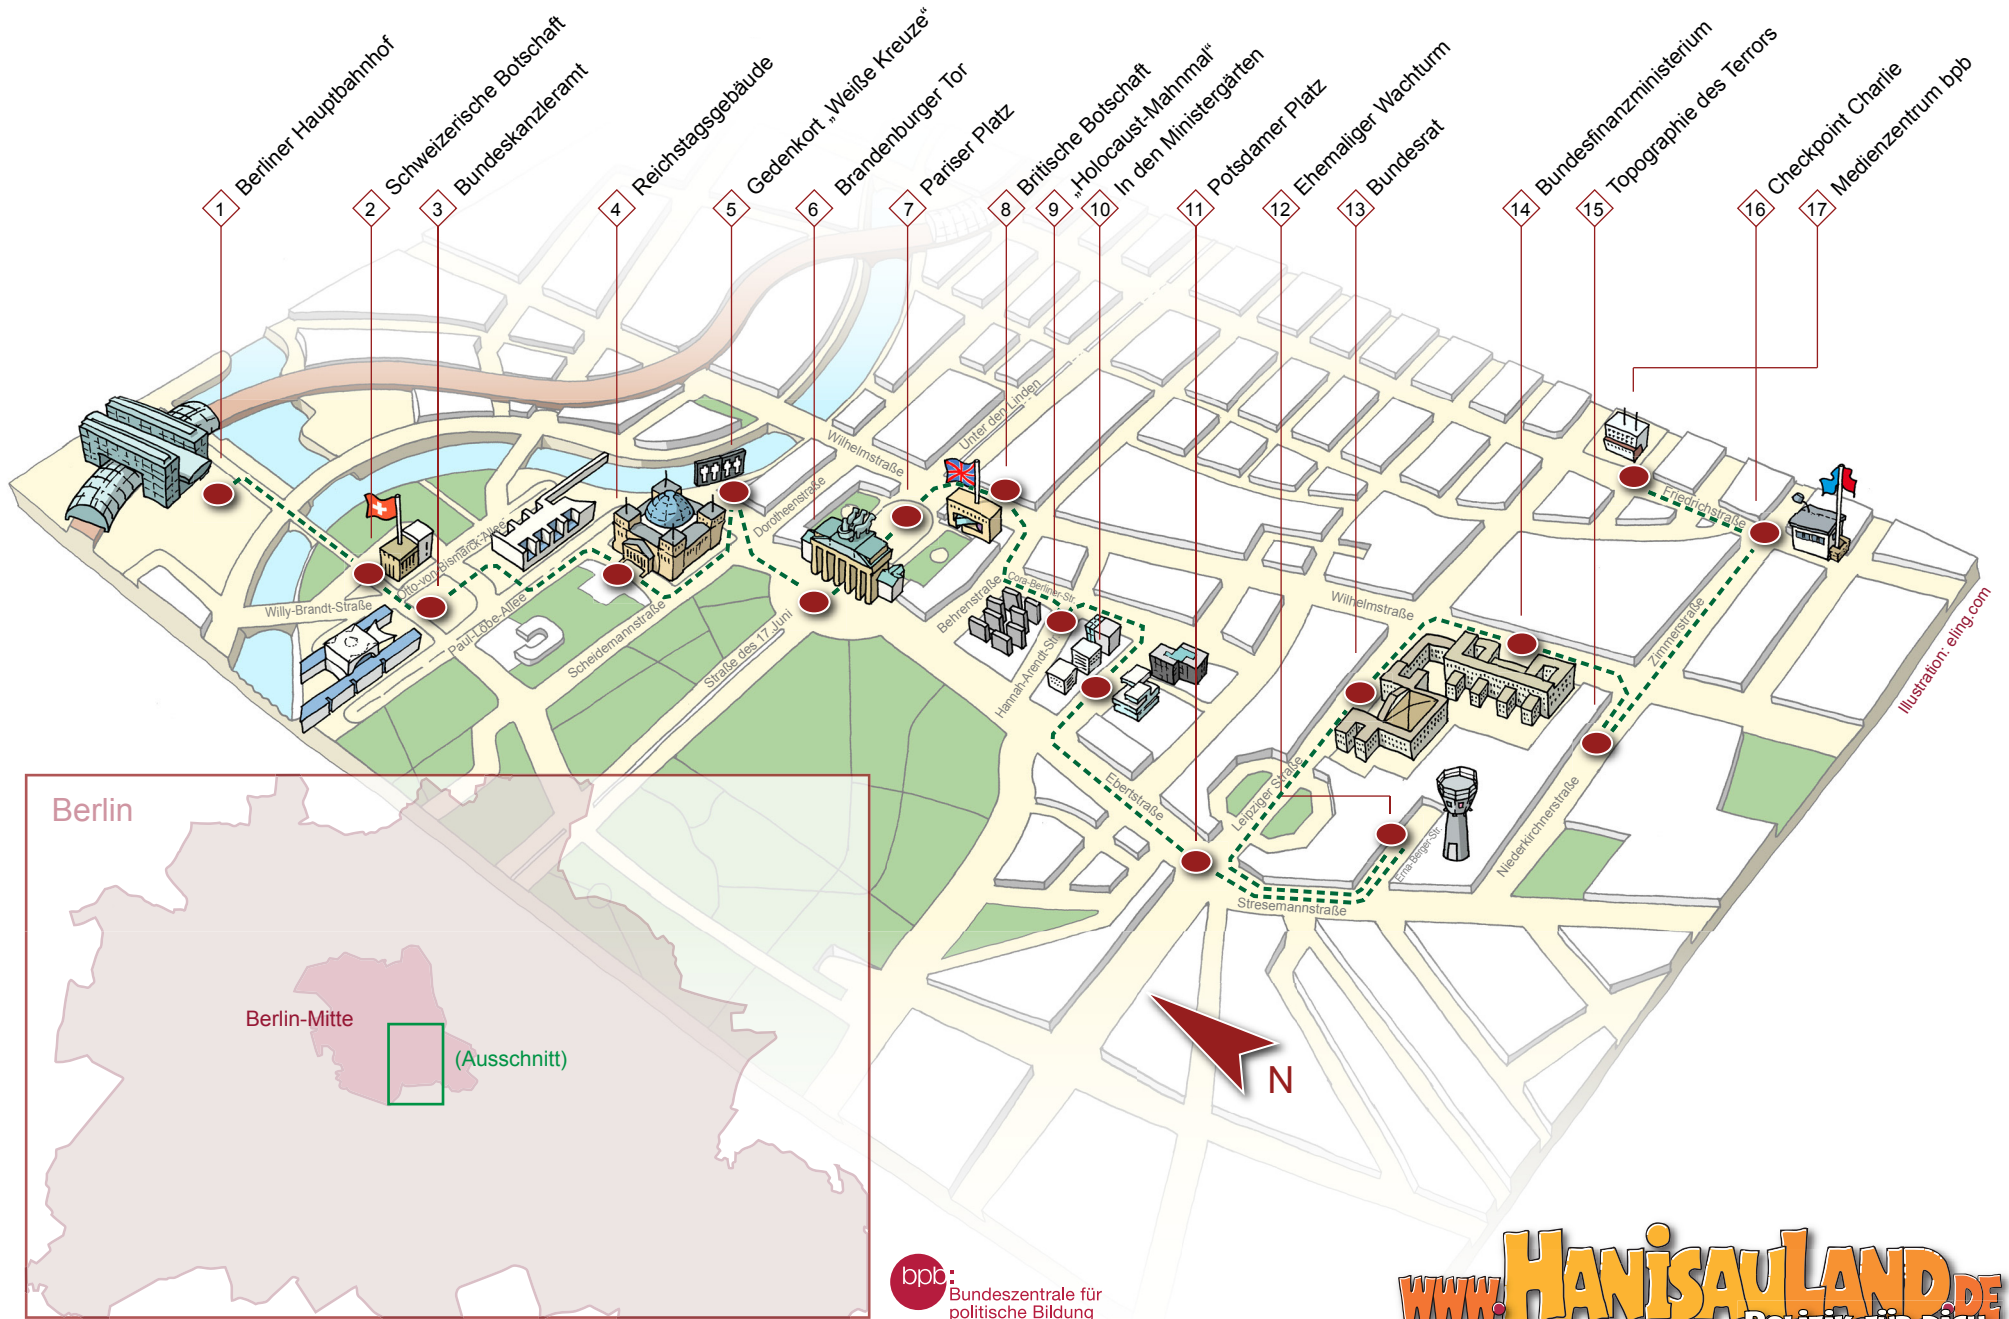 1 Berliner Hauptbahnhof
2 Schweizerische Botschaft
3 Bundeskanzleramt
4 Reichstagsgebäude
5 Gedenkort „Weiße Kreuze“
6 Brandenburger Tor
7 Pariser Platz
8 Britische Botschaft
9 „Holocaust-Mahnmal“
10 In den Ministergärten
11 Potsdamer Platz
12 Ehemaliger Wachturm
13 Bundesrat
14 Bundesfinanzministerium
15 Topographie des Terrors
16 Checkpoint Charlie
17 Medienzentrum bpb
Unter den Linden
Wilhelmstraße
Dorotheenstraße
Friedrichstraße
Otto-von-Bismarck-Allee
Willy-Brandt-Straße
Paul-Löbe-Allee
Scheidemannstraße
Straße des 17. Juni
Behrenstraße
Cora-Berliner-Str.
Hannah-Arendt-Str.
Wilhelmstraße
Zimmerstraße
Ebertstraße
Leipziger Straße
Erna-Berger-Str.
Niederkirchnerstraße
Stresemannstraße
Illustration: eling.com
Berlin
Berlin-Mitte
(Ausschnitt)
N
bpb:
Bundeszentrale für
politische Bildung
www.HanisauLand.de
Politik für dich